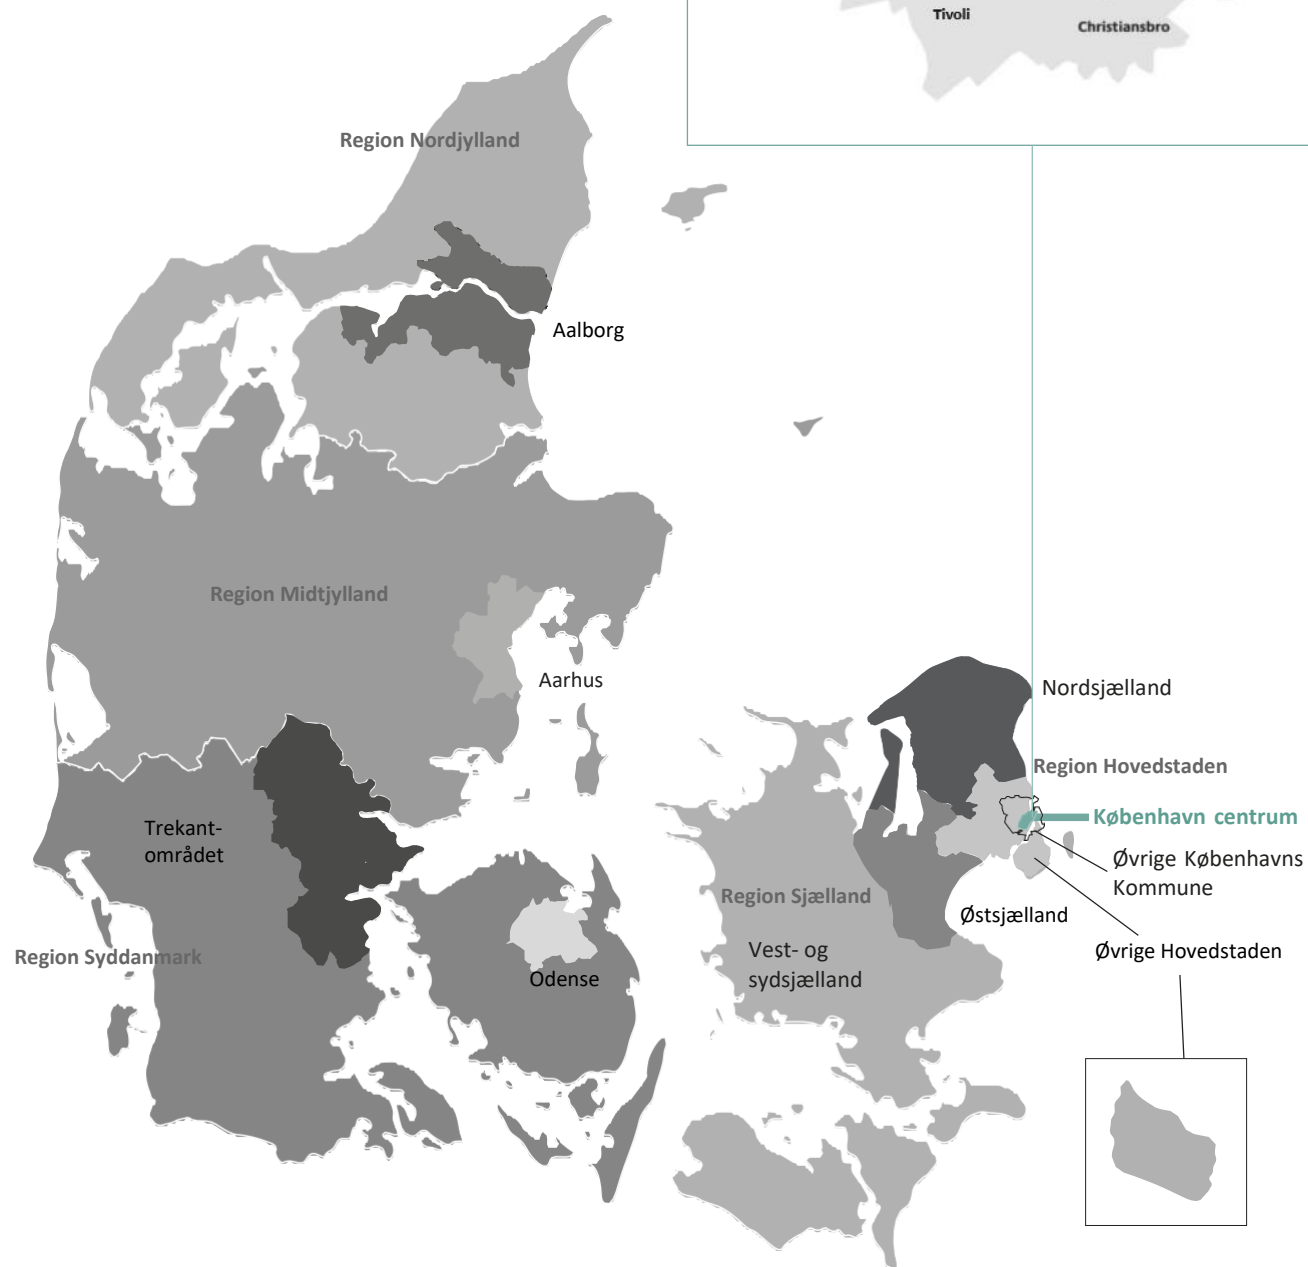 Tivoli
Christiansbro
Region Nordjylland
Aalborg
Region Midtjylland
Aarhus
Nordsjælland
Region Hovedstaden
København centrum
Trekant-
området
Øvrige Københavns
Kommune
Region Sjælland
Østsjælland
Vest- og
sydsjælland
Øvrige Hovedstaden
Region Syddanmark
Odense